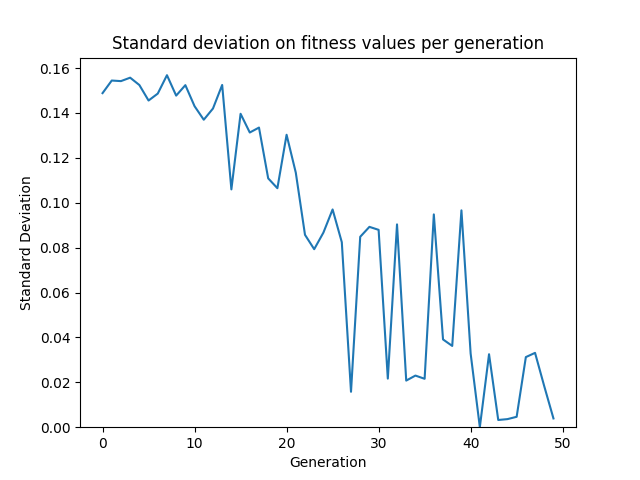 Standard deviation on fitness values per generation
0.16
0.14
0.12
0.10
0.08
0.06
0.04
0.02
0.00
Standard Deviation
0 10 20 30 40 50
Generation